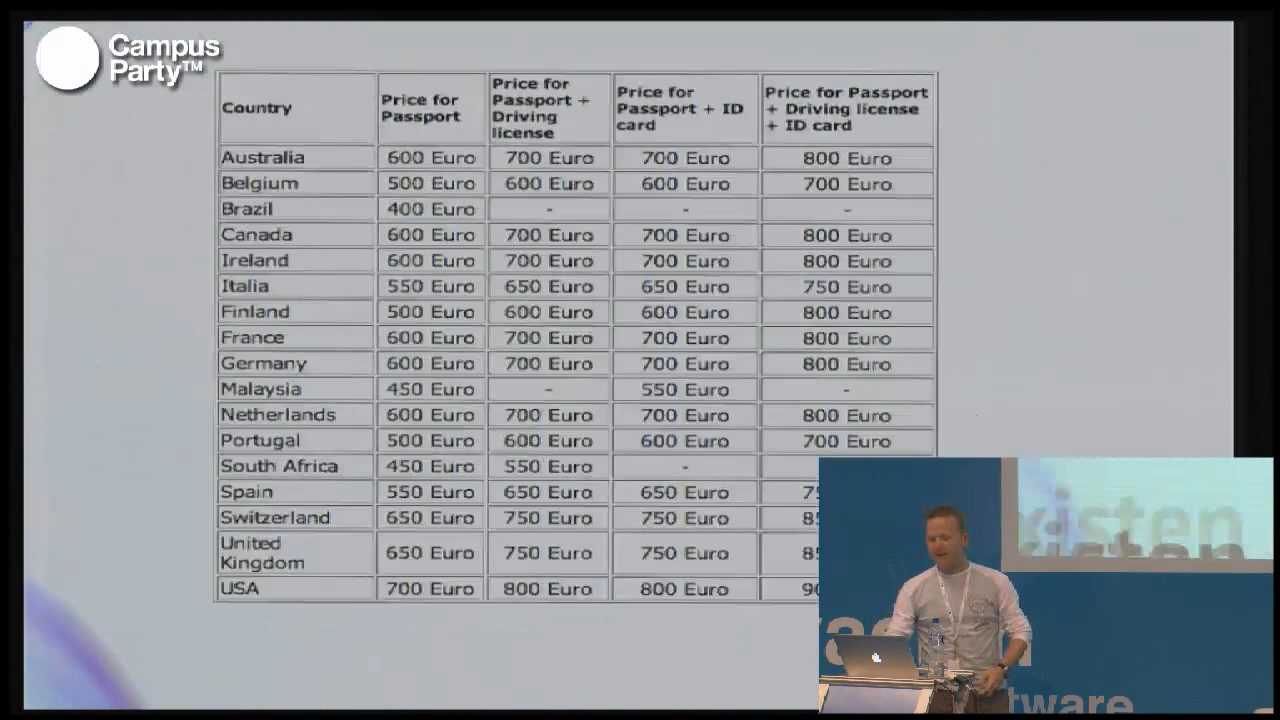 Campus
Party™
Country Price for Passport Price for Passport + Driving license Price for Passport + ID card Price for Passport + Driving license + ID card
Australia 600 Euro 700 Euro 700 Euro 800 Euro
Belgium 500 Euro 600 Euro 600 Euro 700 Euro
Brazil 400 Euro - - -
Canada 600 Euro 700 Euro 700 Euro 800 Euro
Ireland 600 Euro 700 Euro 700 Euro 800 Euro
Italia 550 Euro 650 Euro 650 Euro 750 Euro
Finland 500 Euro 600 Euro 600 Euro 800 Euro
France 600 Euro 700 Euro 700 Euro 800 Euro
Germany 600 Euro 700 Euro 700 Euro 800 Euro
Malaysia 450 Euro - 550 Euro -
Netherlands 600 Euro 700 Euro 700 Euro 800 Euro
Portugal 500 Euro 600 Euro 600 Euro 700 Euro
South Africa 450 Euro 550 Euro -
Spain 550 Euro 650 Euro 650 Euro
Switzerland 650 Euro 750 Euro 750 Euro
United Kingdom 650 Euro 750 Euro 750 Euro
USA 700 Euro 800 Euro 800 Euro
xisten
tware